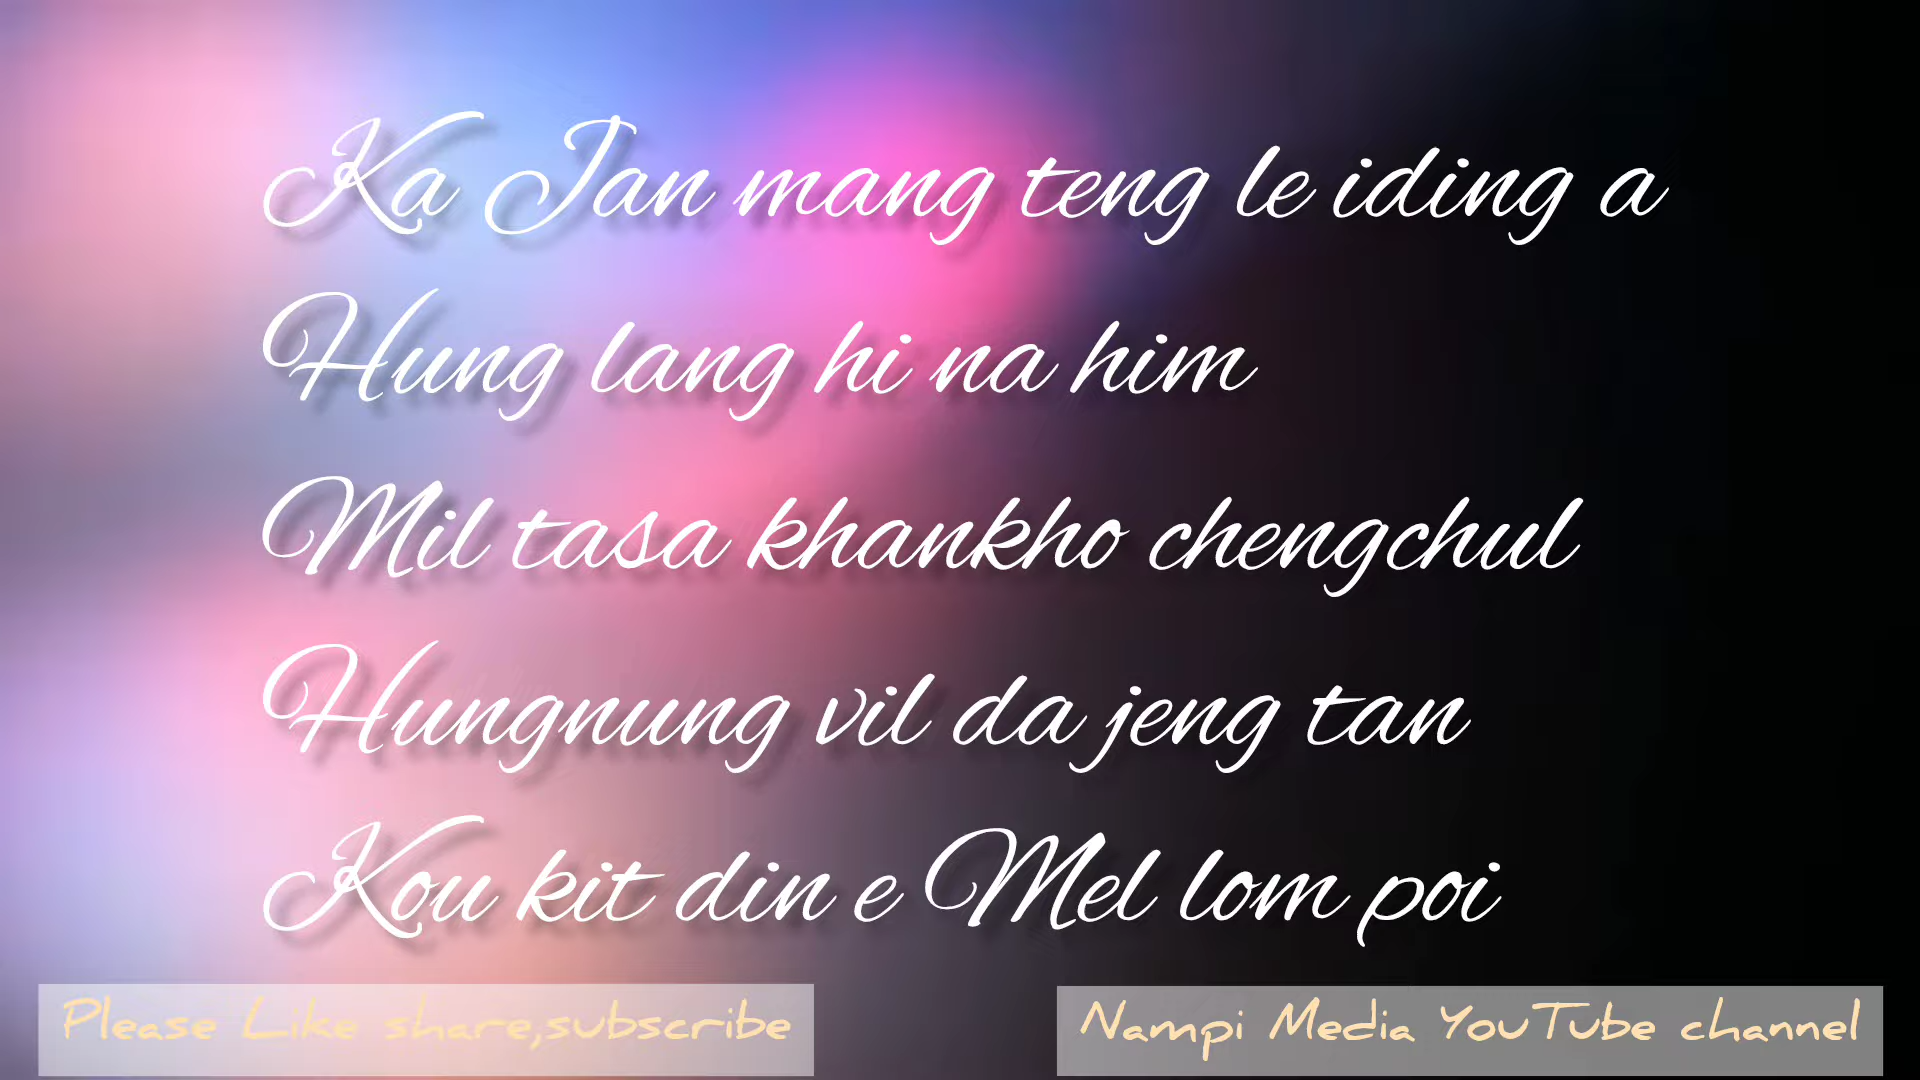 Ka Jan mang teng le iding a
Hung lang hi na him
Mil tasa khankho chengchul
Hungnung vil da jeng tan
Kou kit din e Mel lom poi
Please Like share,subscribe
Nampi Media YouTube channel